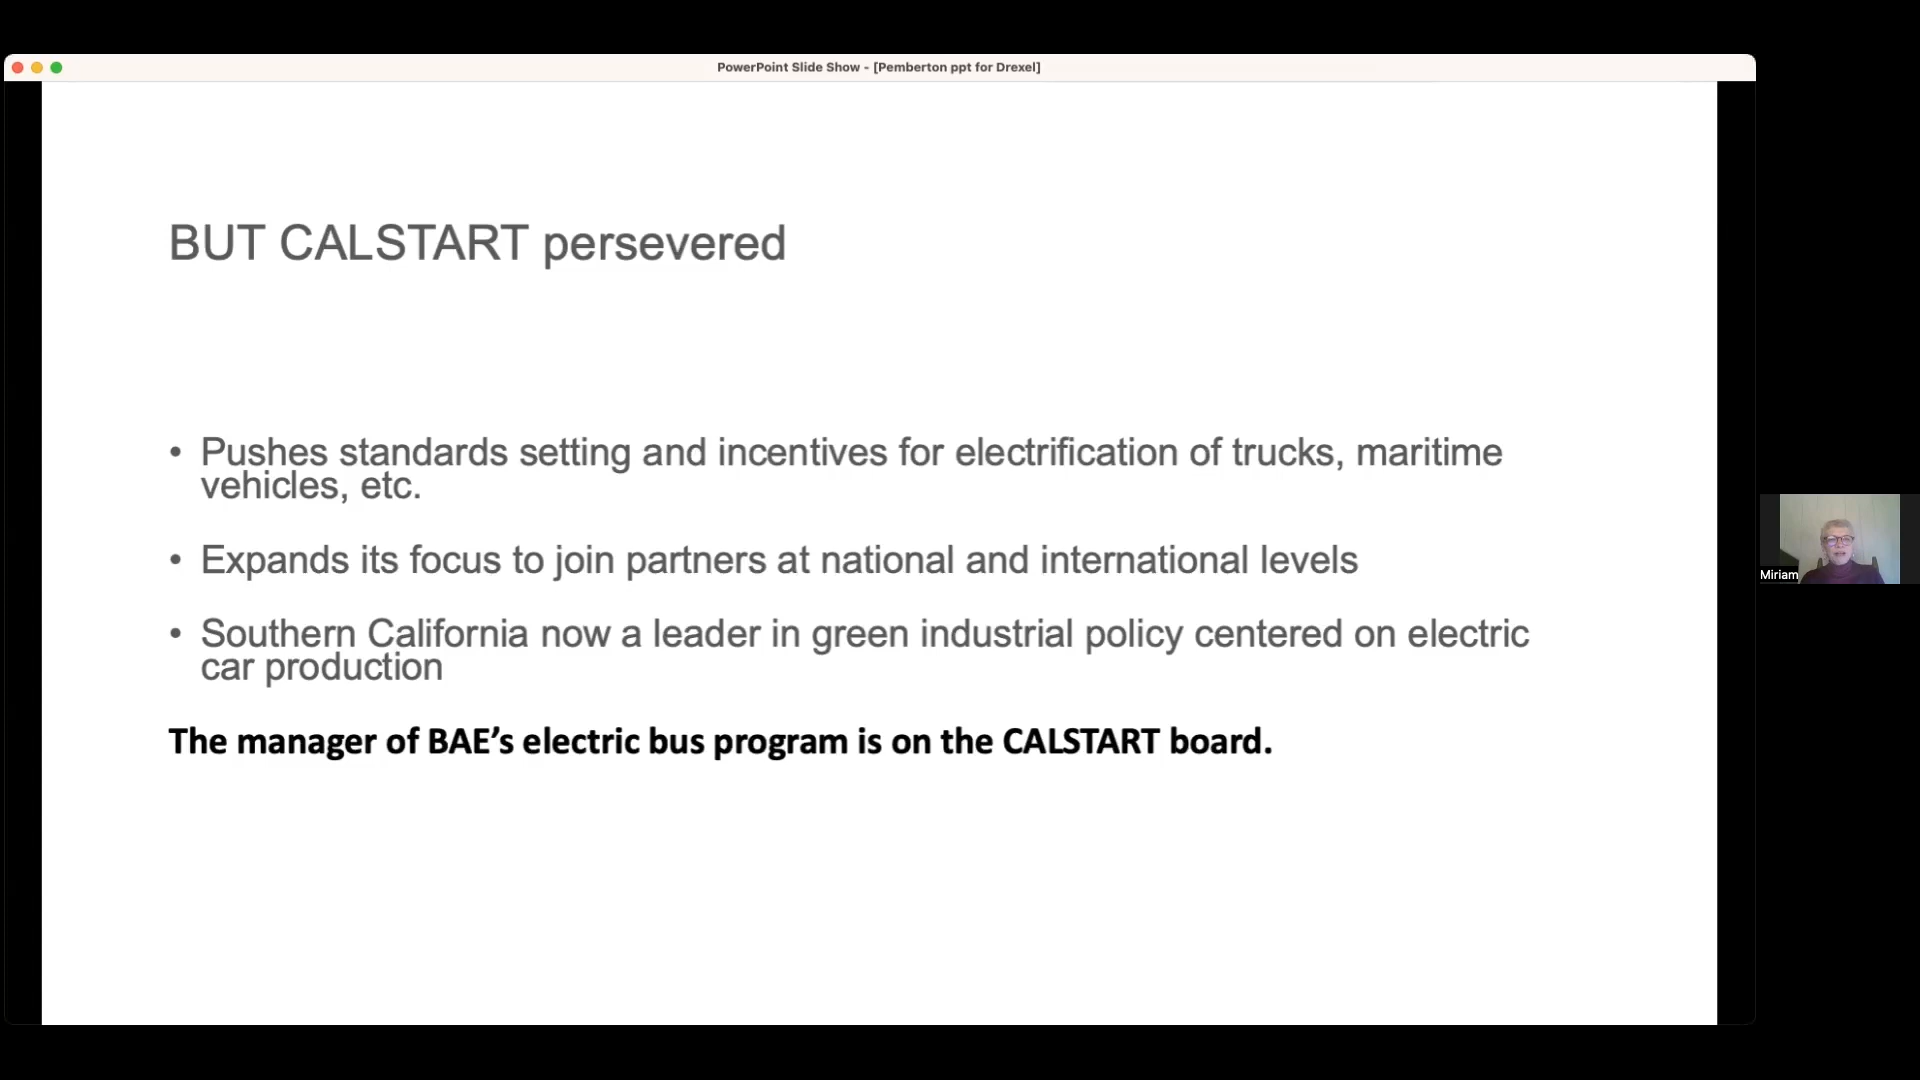 PowerPoint Slide Show - [Pemberton ppt for Drexel]
BUT CALSTART persevered
• Pushes standards setting and incentives for electrification of trucks, maritime
vehicles, etc.
• Expands its focus to join partners at national and international levels
• Southern California now a leader in green industrial policy centered on electric
car production
The manager of BAE’s electric bus program is on the CALSTART board.
Miriam